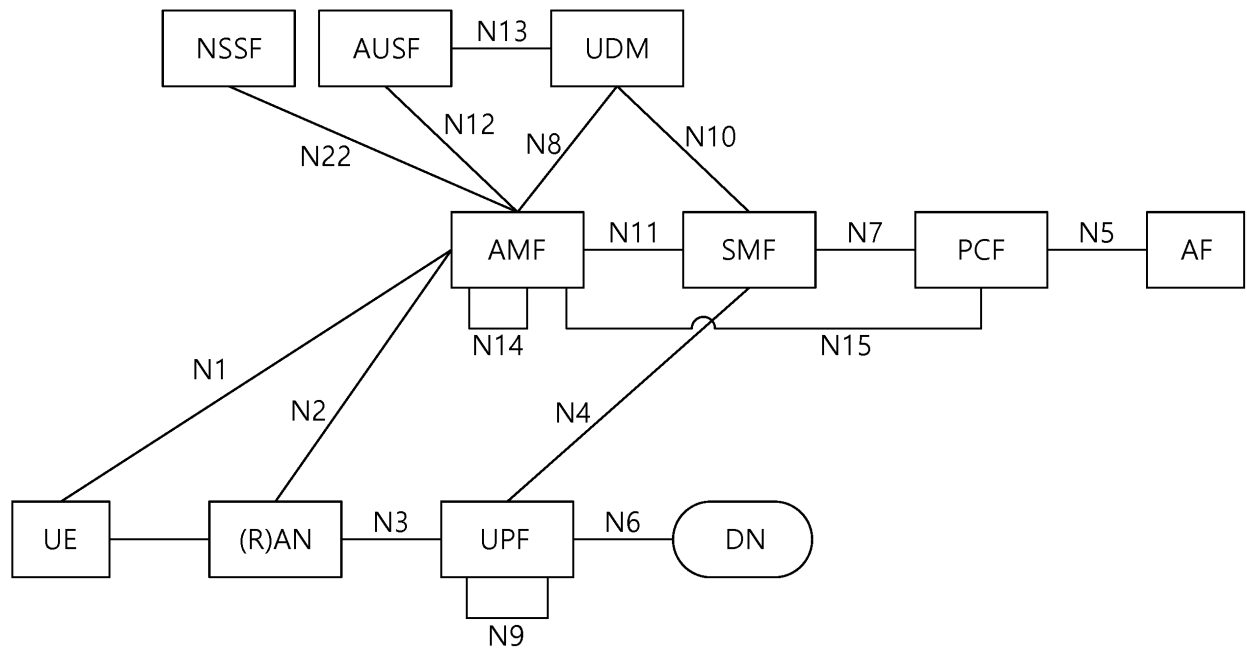 NSSF
AUSF
N13
UDM
N22
N12
N8
N10
AMF
N11
SMF
N7
PCF
N5
AF
N14
N15
N1
N2
N4
UE
(R)AN
N3
UPF
N6
DN
N9